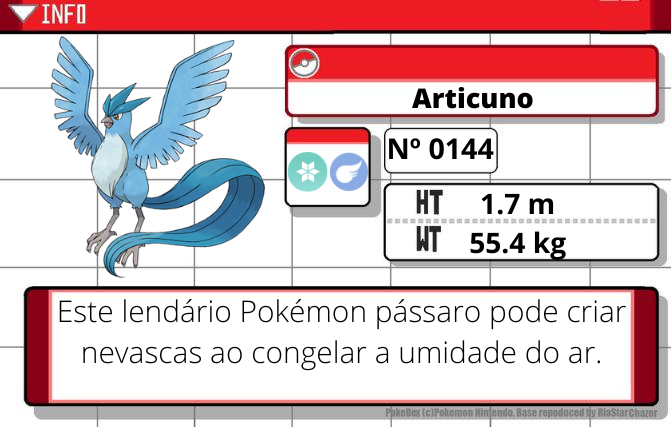 INFO
Articuno
Nº 0144
HT 1.7 m
WT 55.4 kg
Este lendário Pokémon pássaro pode criar
nevascas ao congelar a umidade do ar.
PokeDex (c)Pokemon Nintendo. Base repoduced by RiaStarChazer